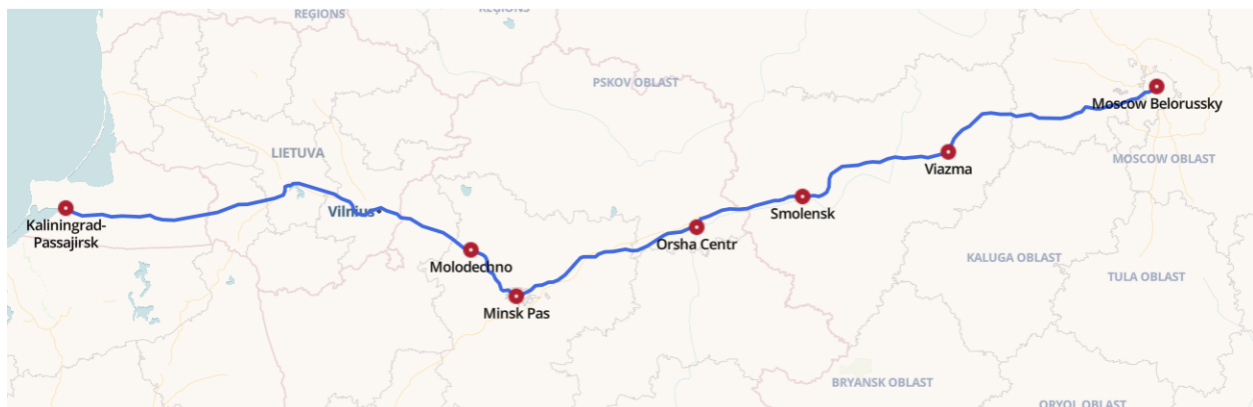 REGIONS
REGIONS
PSKOV OBLAST
Moscow Belorussky
LIETUVA
MOSCOW OBLAST
Viazma
Vilnius
Smolensk
Kaliningrad-
Passajirsk
Orsha Centr
Molodechno
KALUGA OBLAST
TULA OBLAST
Minsk Pas
BRYANSK OBLAST
ORYOL OBLAST